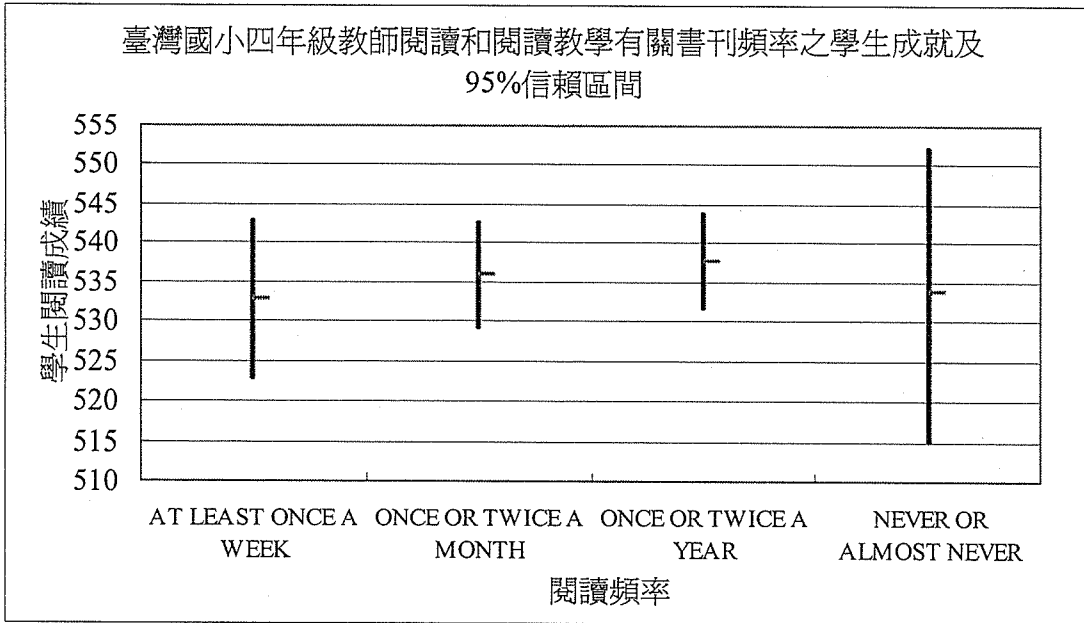 臺灣國小四年級教師閱讀和閱讀教學有關書刊頻率之學生成就及
95%信賴區間
學生閱讀成績
555
550
545
540
535
530
525
520
515
510
AT LEAST ONCE A
WEEK
ONCE OR TWICE A
MONTH
ONCE OR TWICE A
YEAR
NEVER OR
ALMOST NEVER
閱讀頻率